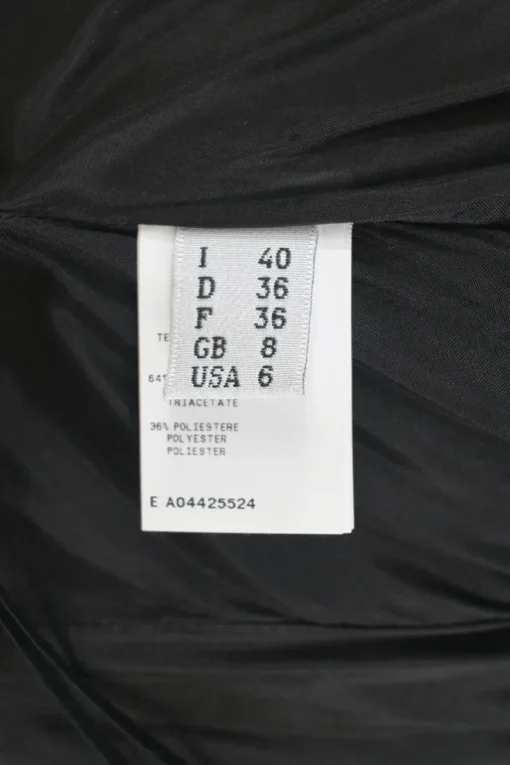 I 40
D 36
F 36
GB 8
USA 6
TRIACETATE
36% POLIESTERE
POLYESTER
POLIESTER
E A04425524